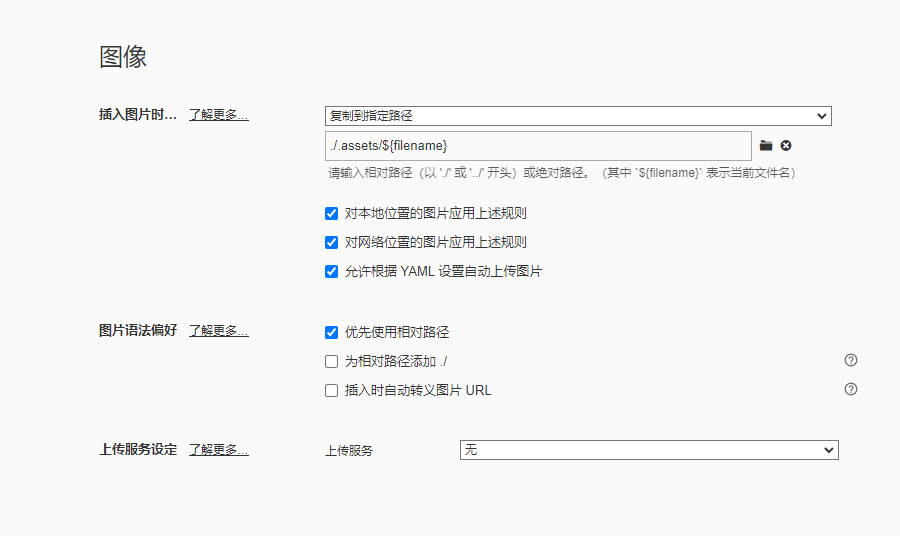 图像
插入图片时... 了解更多... 复制到指定路径
./.assets/${filename}
请输入相对路径（以 './' 或 '../' 开头）或绝对路径。（其中 `${filename}` 表示当前文件名）
对本地位置的图片应用上述规则
对网络位置的图片应用上述规则
允许根据 YAML 设置自动上传图片
图片语法偏好 了解更多... 优先使用相对路径
为相对路径添加 ./
插入时自动转义图片 URL
上传服务设定 了解更多... 上传服务 无